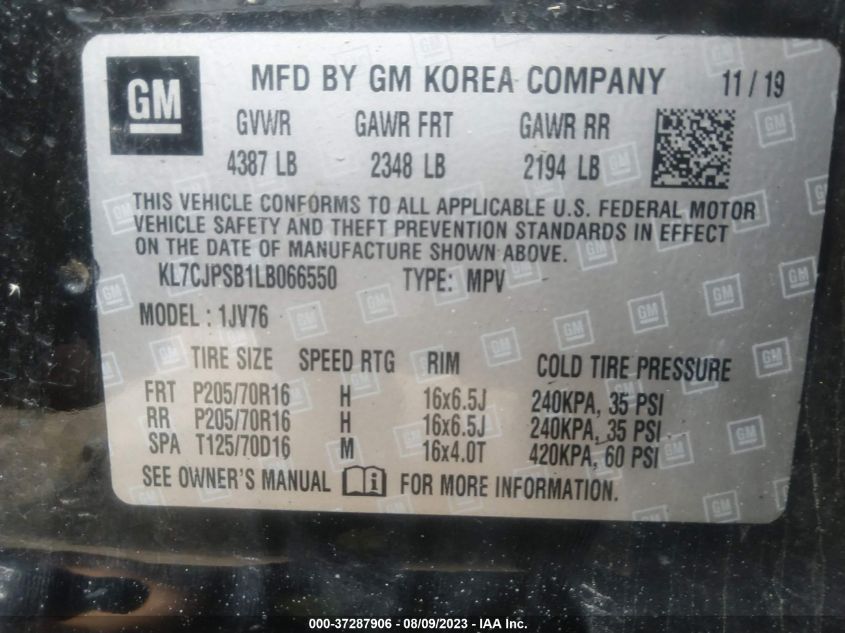 GM MFD BY GM KOREA COMPANY 11/19
GVWR GAWR FRT GAWR RR
4387 LB 2348 LB 2194 LB
THIS VEHICLE CONFORMS TO ALL APPLICABLE U.S. FEDERAL MOTOR
VEHICLE SAFETY AND THEFT PREVENTION STANDARDS IN EFFECT
ON THE DATE OF MANUFACTURE SHOWN ABOVE.
KL7CJPSB1LB066550 TYPE: MPV
MODEL: 1JV76
TIRE SIZE SPEED RTG RIM COLD TIRE PRESSURE
FRT P205/70R16 H 16x6.5J 240KPA, 35 PSI
RR P205/70R16 H 16x6.5J 240KPA, 35 PSI
SPA T125/70D16 M 16x4.0T 420KPA, 60 PSI
SEE OWNER'S MANUAL i FOR MORE INFORMATION.
000-37287906 - 08/09/2023 - IAA Inc.